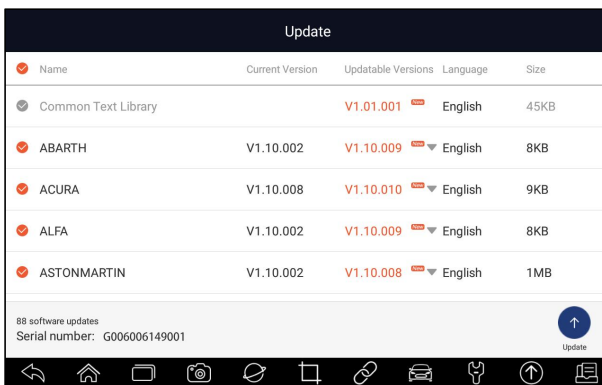 Update
Name Current Version Updatable Versions Language Size
Common Text Library V1.01.001 New English 45KB
ABARTH V1.10.002 V1.10.009 New English 8KB
ACURA V1.10.008 V1.10.010 New English 9KB
ALFA V1.10.002 V1.10.009 New English 8KB
ASTONMARTIN V1.10.002 V1.10.008 New English 1MB
88 software updates
Serial number: G006006149001
Update